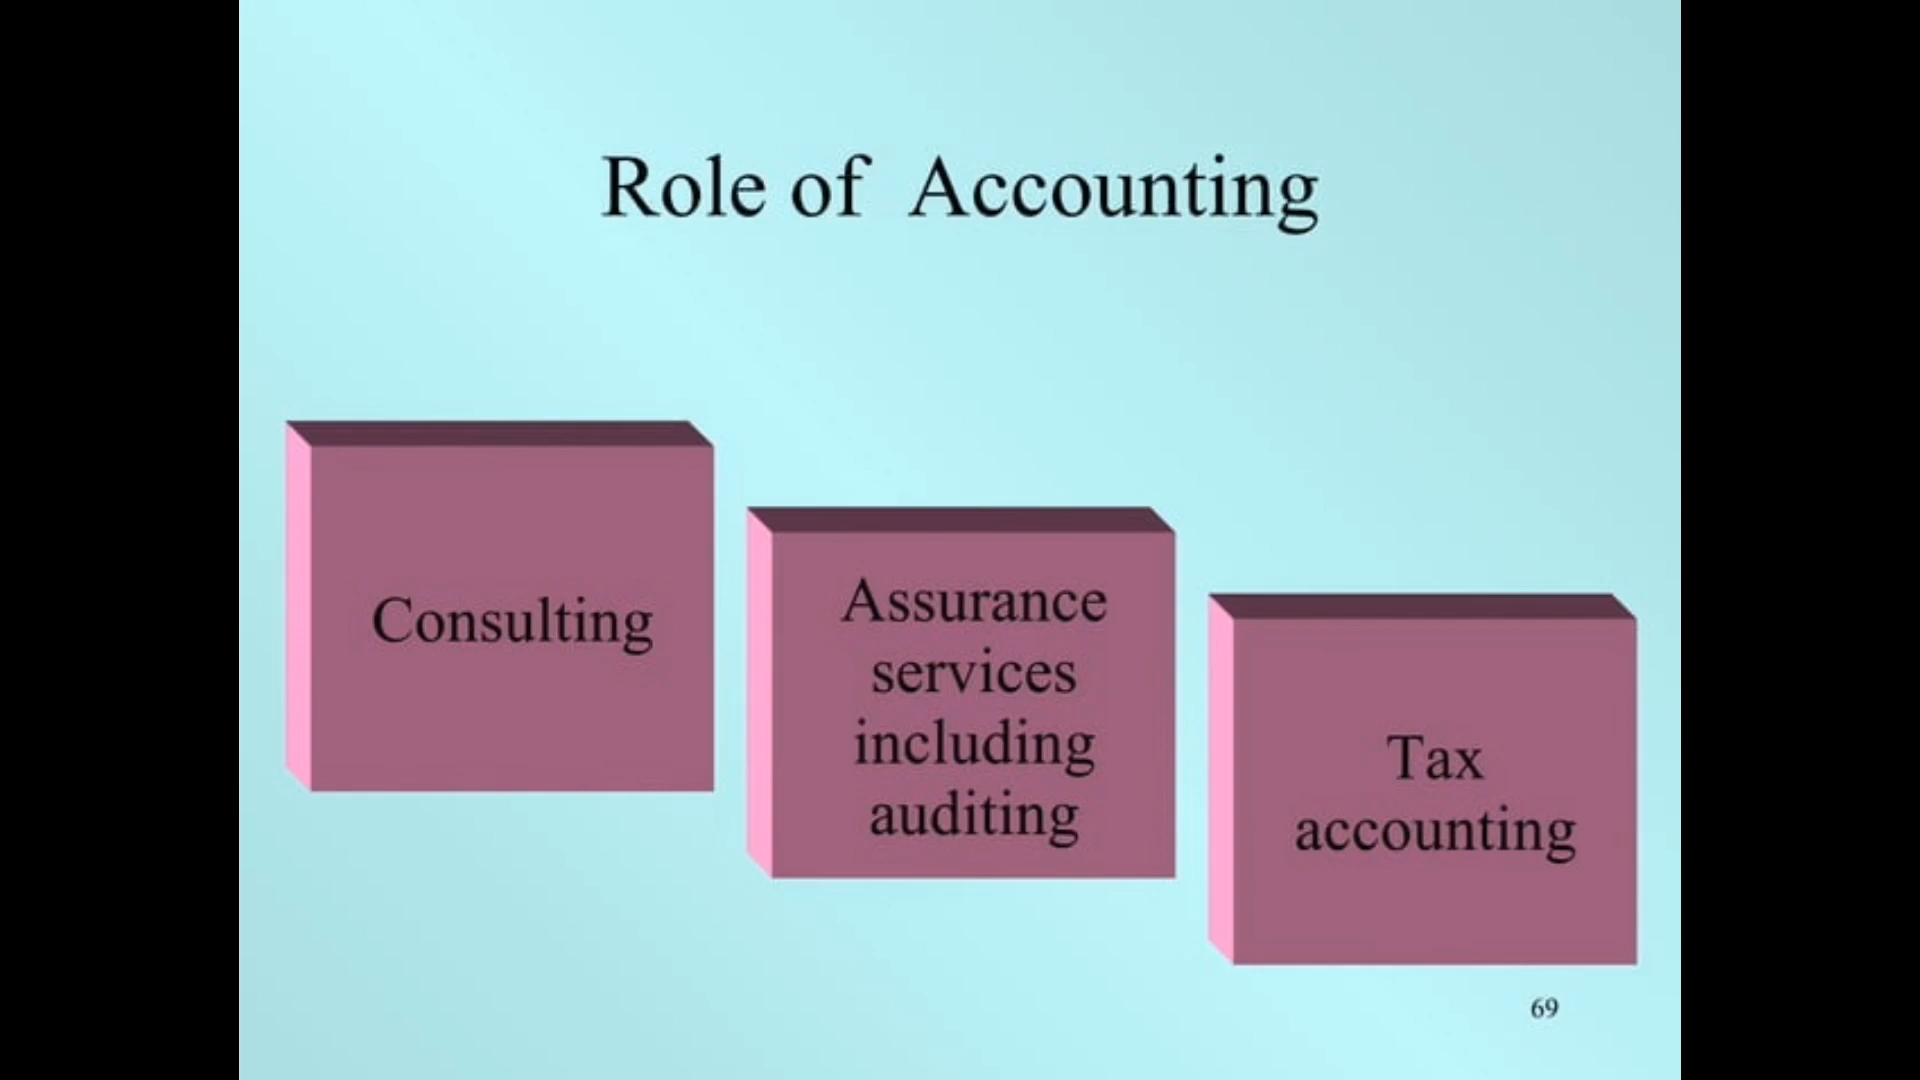 Role of Accounting
Consulting
Assurance
services
including
auditing
Tax
accounting
69